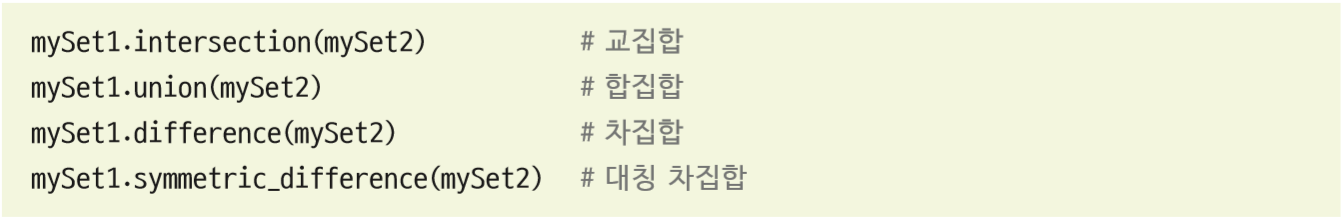 mySet1.intersection(mySet2) # 교집합
mySet1.union(mySet2) # 합집합
mySet1.difference(mySet2) # 차집합
mySet1.symmetric_difference(mySet2) # 대칭 차집합